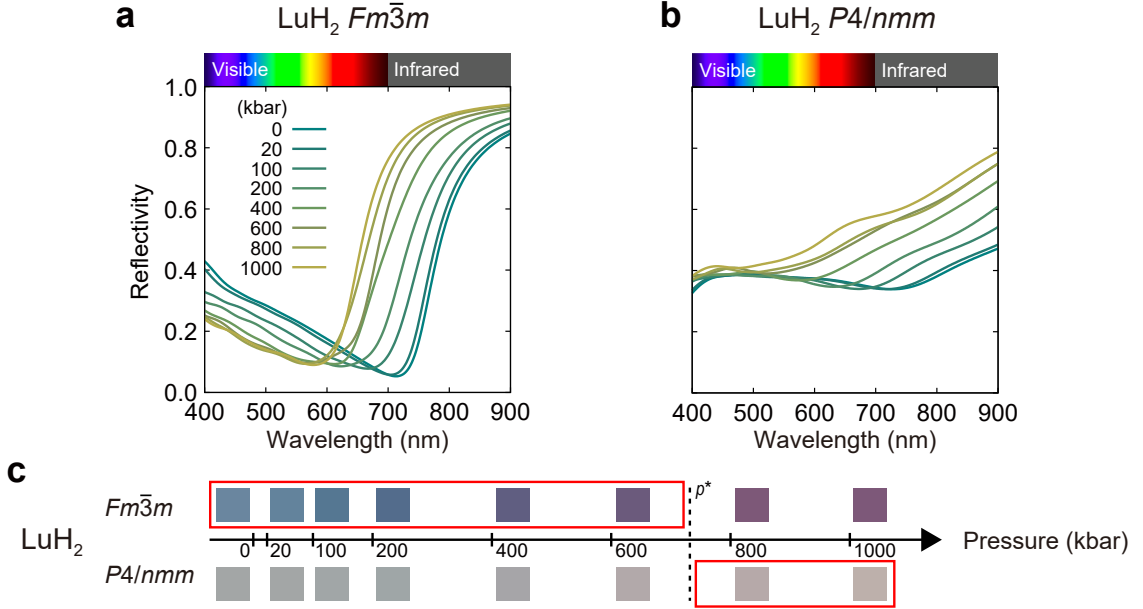 a
LuH₂ Fm3̅m
Visible
Infrared
1.0
0.8
0.6
0.4
0.2
0.0
Reflectivity
(kbar)
0
20
100
200
400
600
800
1000
400 500 600 700 800 900
Wavelength (nm)
b
LuH₂ P4/nmm
Visible
Infrared
400 500 600 700 800 900
Wavelength (nm)
c
Fm3̅m
p*
LuH₂
0 20 100 200 400 600 800 1000
Pressure (kbar)
P4/nmm